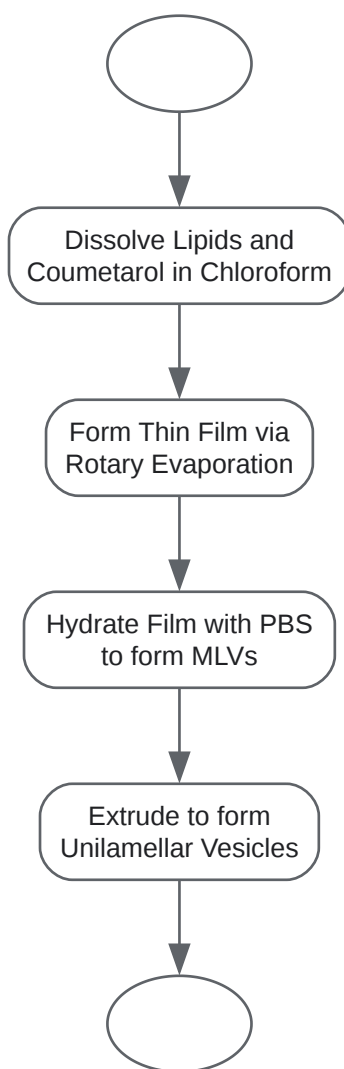 Dissolve Lipids and
Coumetarol in Chloroform
Form Thin Film via
Rotary Evaporation
Hydrate Film with PBS
to form MLVs
Extrude to form
Unilamellar Vesicles